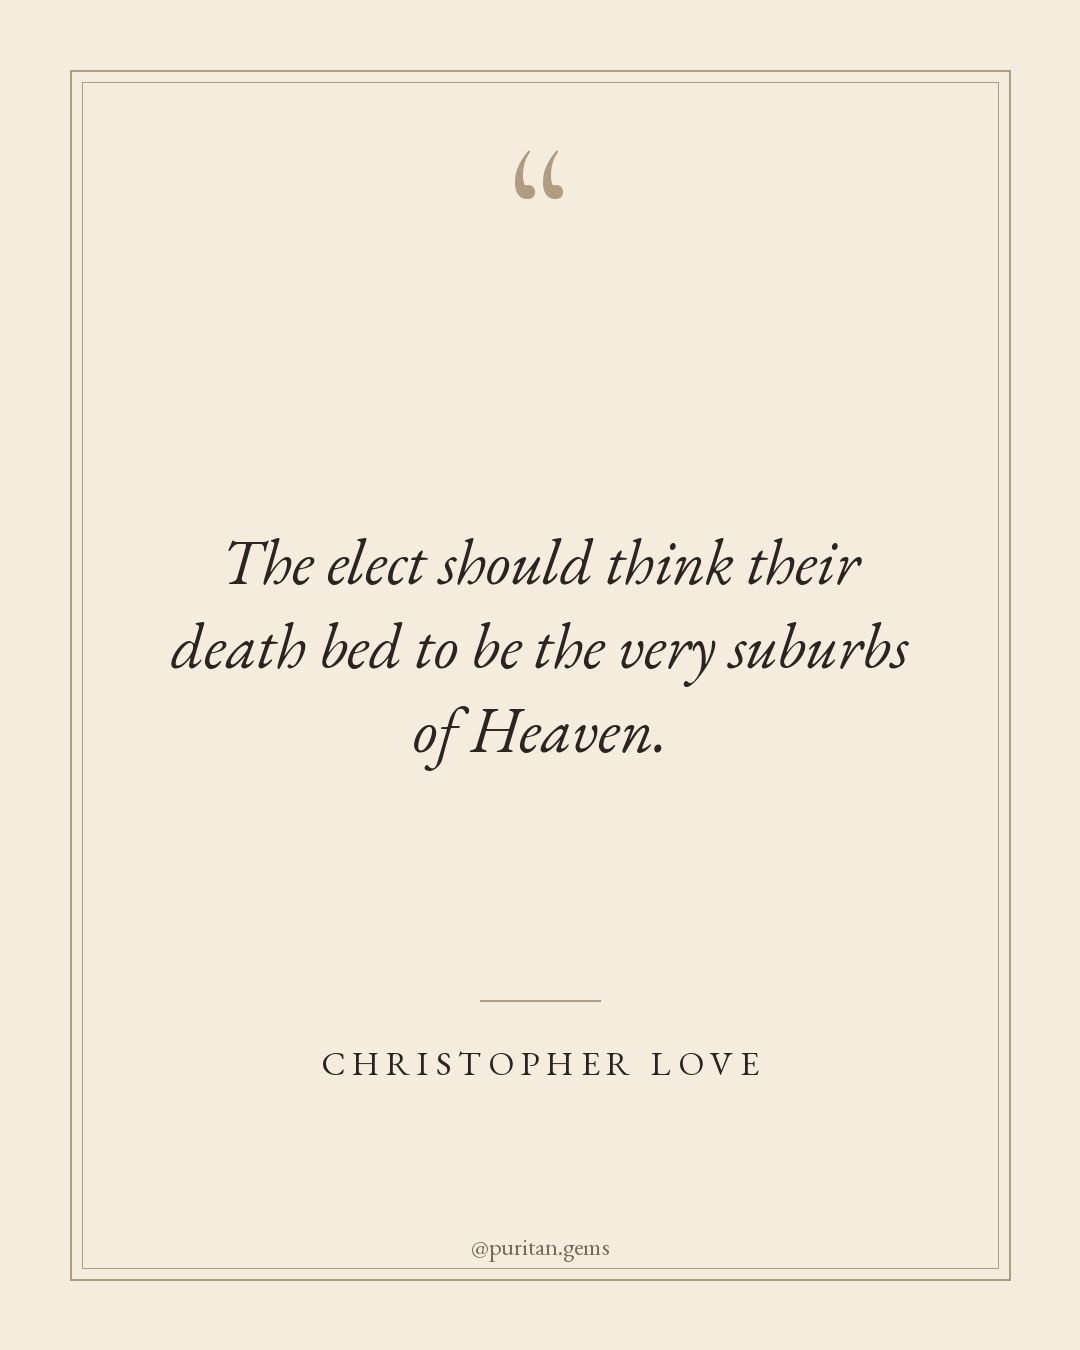 “
The elect should think their
death bed to be the very suburbs
of Heaven.
CHRISTOPHER LOVE
@puritan.gems